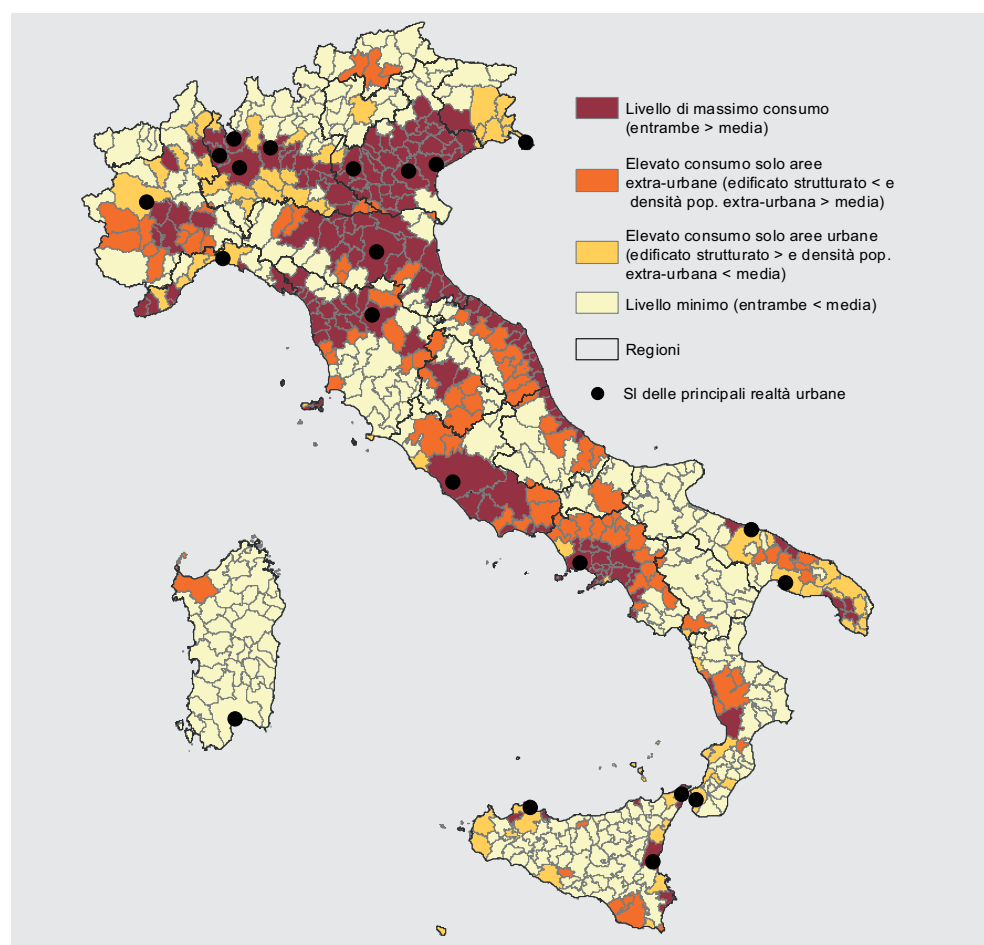 Livello di massimo consumo
(entrambe > media)
Elevato consumo solo aree
extra-urbane (edificato strutturato < e
densità pop. extra-urbana > media)
Elevato consumo solo aree urbane
(edificato strutturato > e densità pop.
extra-urbana < media)
Livello minimo (entrambe < media)
Regioni
Sl delle principali realtà urbane